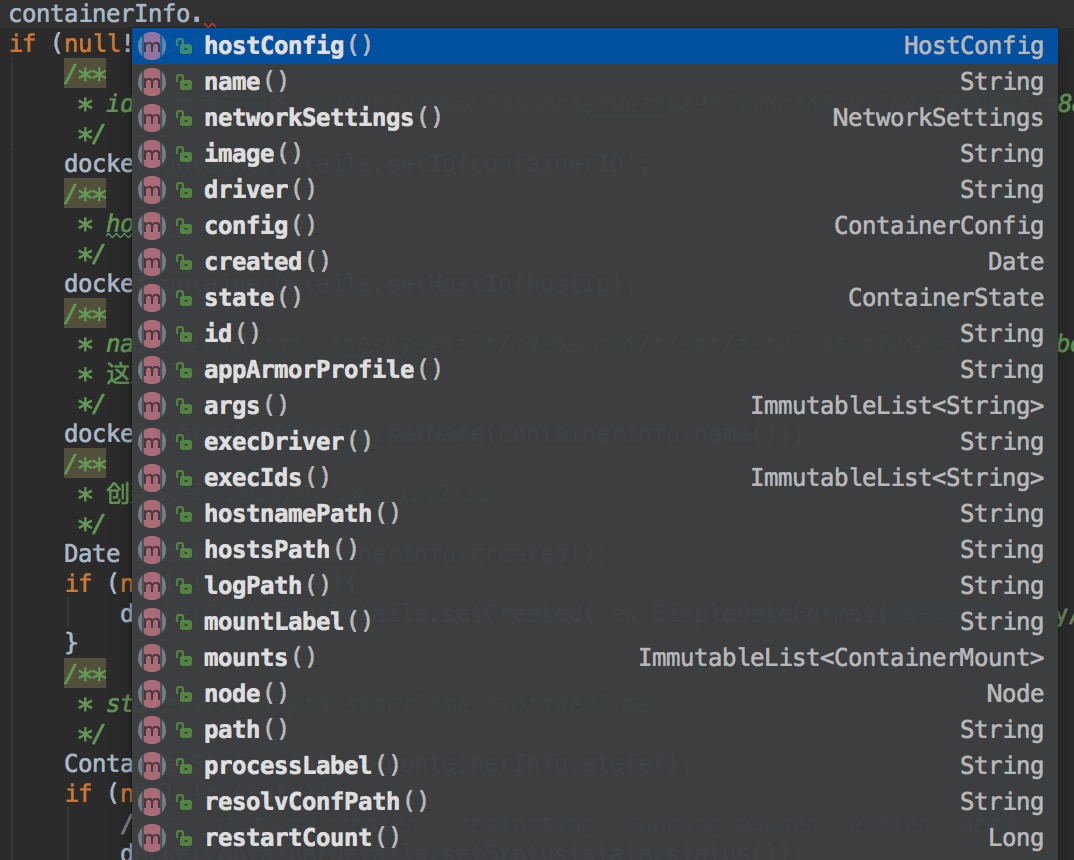 containerInfo.
if (null! hostConfig() HostConfig
/** name() String
* id networkSettings() NetworkSettings
*/ image() String
docke driver() String
/** config() ContainerConfig
* ho created() Date
*/ state() ContainerState
docke id() String
/** appArmorProfile() String
* na args() ImmutableList<String>
* 这 execDriver() String
*/ execIds() ImmutableList<String>
docke hostnamePath() String
/** hostsPath() String
* 创 logPath() String
*/ mountLabel() String
Date mounts() ImmutableList<ContainerMount>
if (n node() Node
d path() String
} processLabel() String
/** resolvConfPath() String
* st restartCount() Long
*/
Conta
if (n
/
d